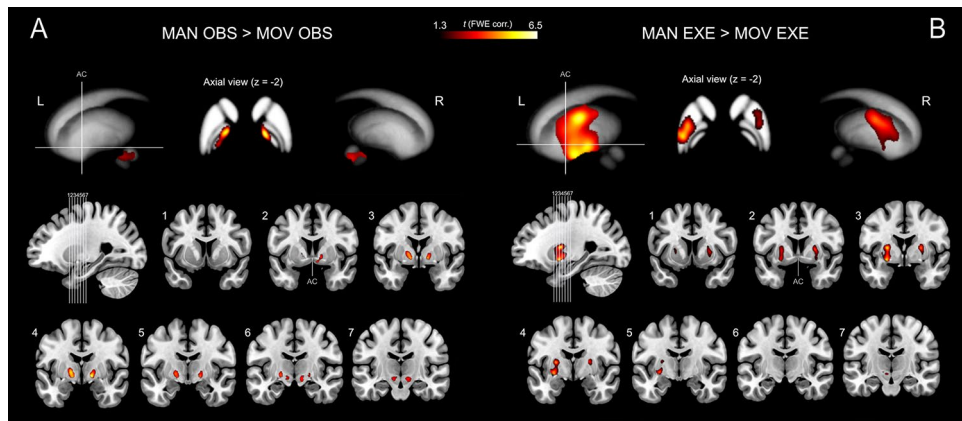 A
MAN OBS > MOV OBS
1.3
t (FWE corr.)
6.5
MAN EXE > MOV EXE
B
AC
L
Axial view (z = -2)
R
1234567
1
2
3
AC
4
5
6
7
AC
L
Axial view (z = -2)
R
1234567
1
2
3
AC
4
5
6
7